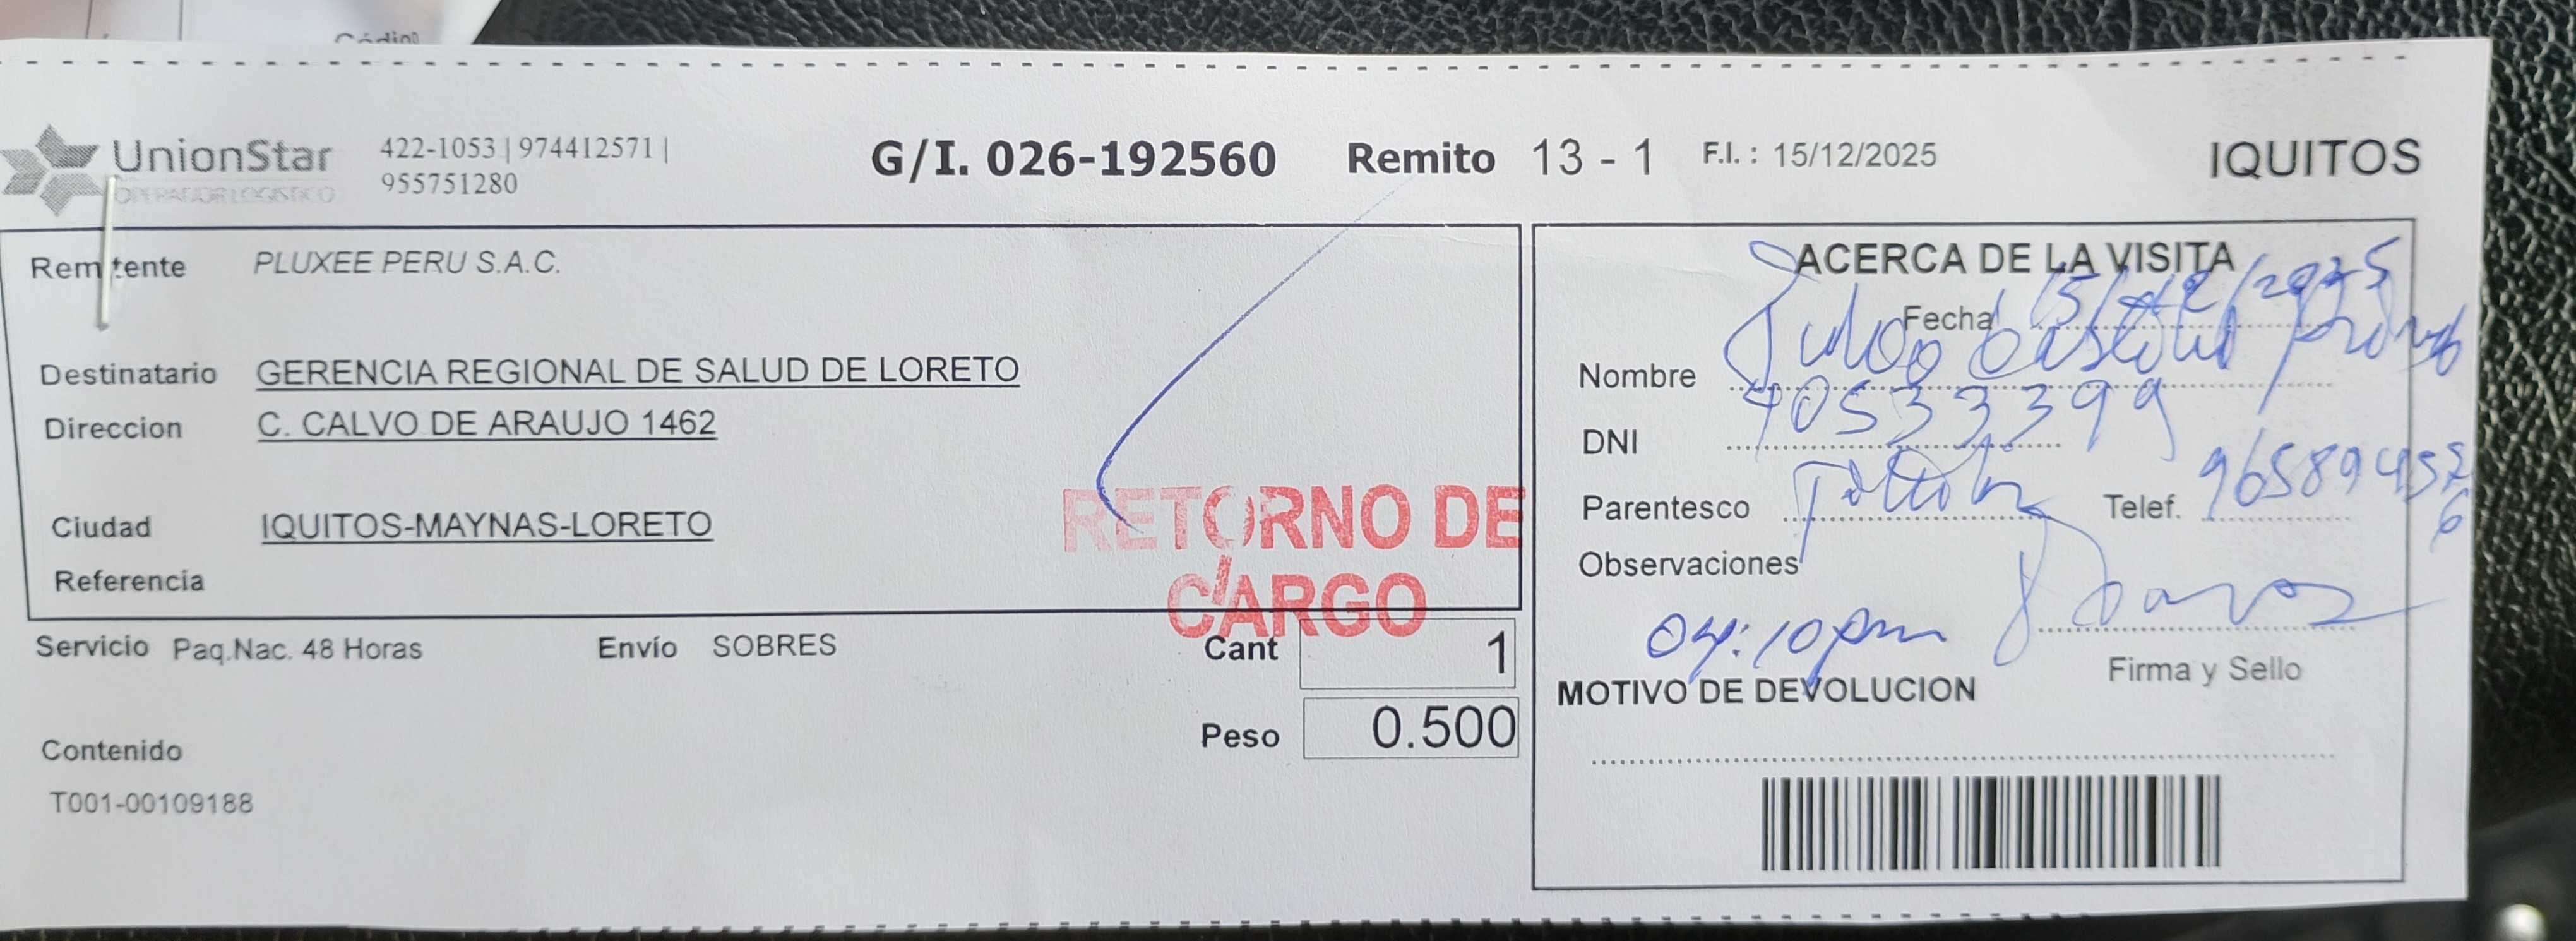 UnionStar
OPERADOR LOGISTICO
422-1053 | 974412571 |
955751280
G/I. 026-192560 Remito 13 - 1 F.I. : 15/12/2025 IQUITOS
Remitente PLUXEE PERU S.A.C.
Destinatario GERENCIA REGIONAL DE SALUD DE LORETO
Direccion C. CALVO DE ARAUJO 1462
Ciudad IQUITOS-MAYNAS-LORETO
Referencia
RETORNO DE
CARGO
Servicio Paq.Nac. 48 Horas Envío SOBRES Cant 1
Peso 0.500
Contenido
T001-00109188
ACERCA DE LA VISITA
Fecha 15/12/2025
Nombre
DNI 40533399
Parentesco
Telef.
Observaciones
04:10pm
Firma y Sello
MOTIVO DE DEVOLUCION